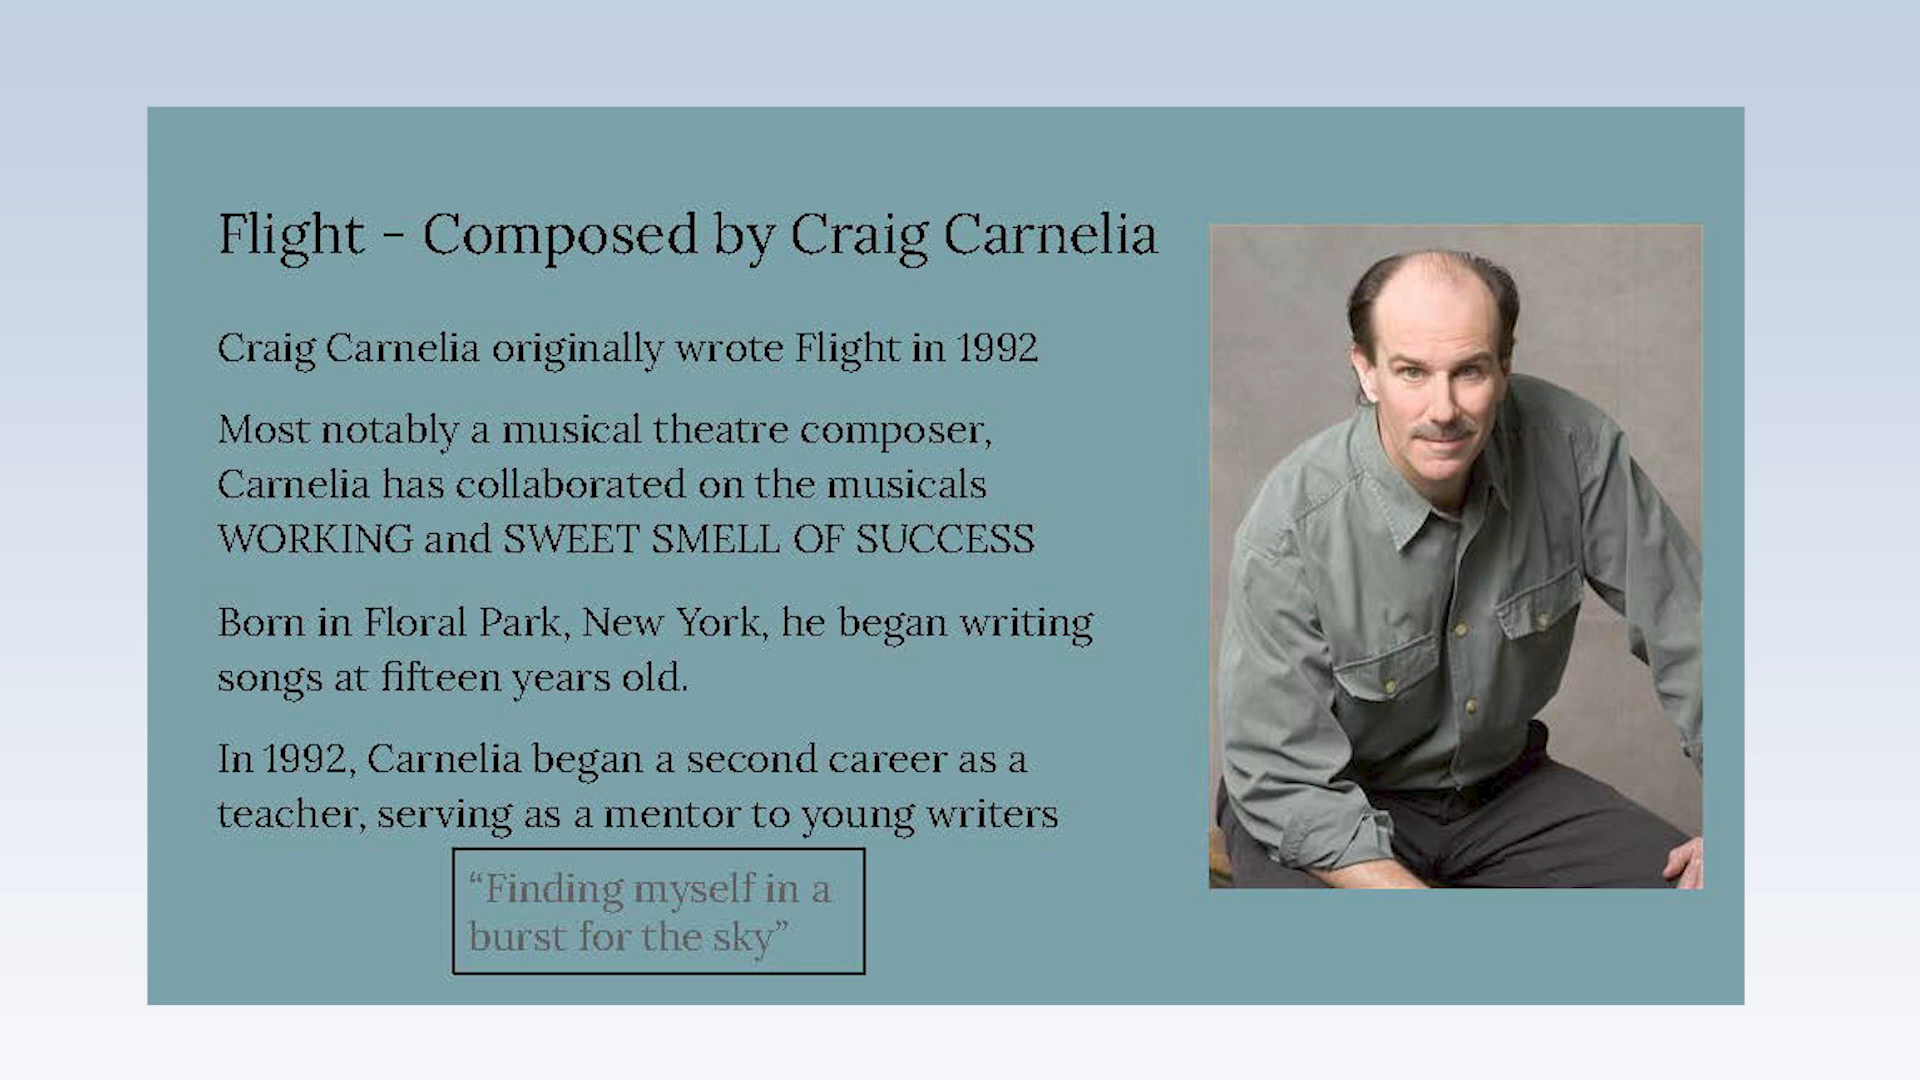 Flight - Composed by Craig Carnelia
Craig Carnelia originally wrote Flight in 1992
Most notably a musical theatre composer,
Carnelia has collaborated on the musicals
WORKING and SWEET SMELL OF SUCCESS
Born in Floral Park, New York, he began writing
songs at fifteen years old.
In 1992, Carnelia began a second career as a
teacher, serving as a mentor to young writers
“Finding myself in a
burst for the sky”